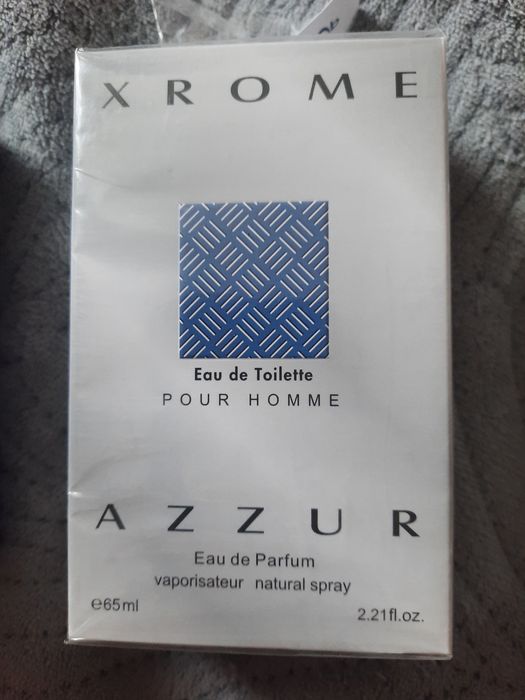 XROME
Eau de Toilette
POUR HOMME
AZZUR
Eau de Parfum
vaporisateur natural spray
℮65ml
2.21fl.oz.